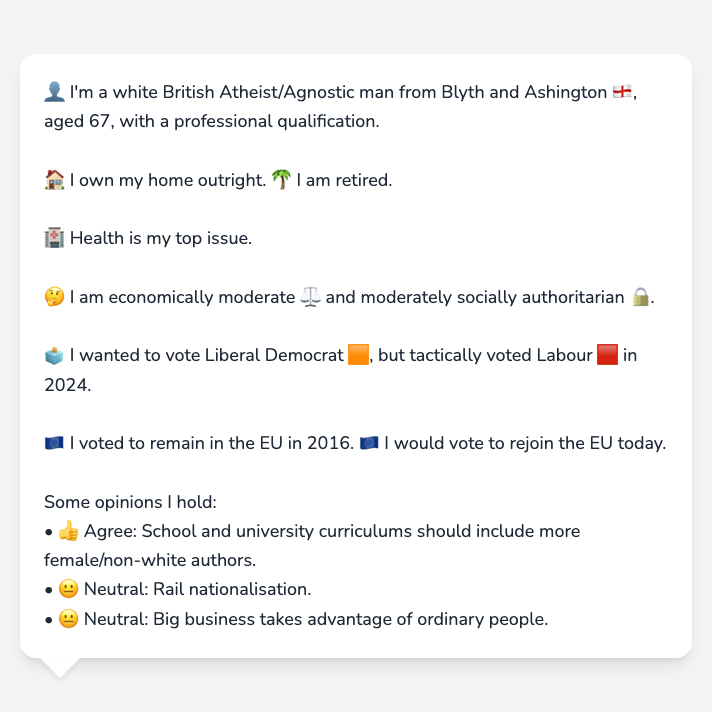 👤 I'm a white British Atheist/Agnostic man from Blyth and Ashington 🏴󠁧󠁢󠁥󠁮󠁧󠁿,
aged 67, with a professional qualification.
🏠 I own my home outright. 🌴 I am retired.
🏥 Health is my top issue.
🤔 I am economically moderate ⚖️ and moderately socially authoritarian 🔒.
🗳️ I wanted to vote Liberal Democrat 🟧, but tactically voted Labour 🟥 in
2024.
🇪🇺 I voted to remain in the EU in 2016. 🇪🇺 I would vote to rejoin the EU today.
Some opinions I hold:
• 👍 Agree: School and university curriculums should include more
female/non-white authors.
• 😐 Neutral: Rail nationalisation.
• 😐 Neutral: Big business takes advantage of ordinary people.